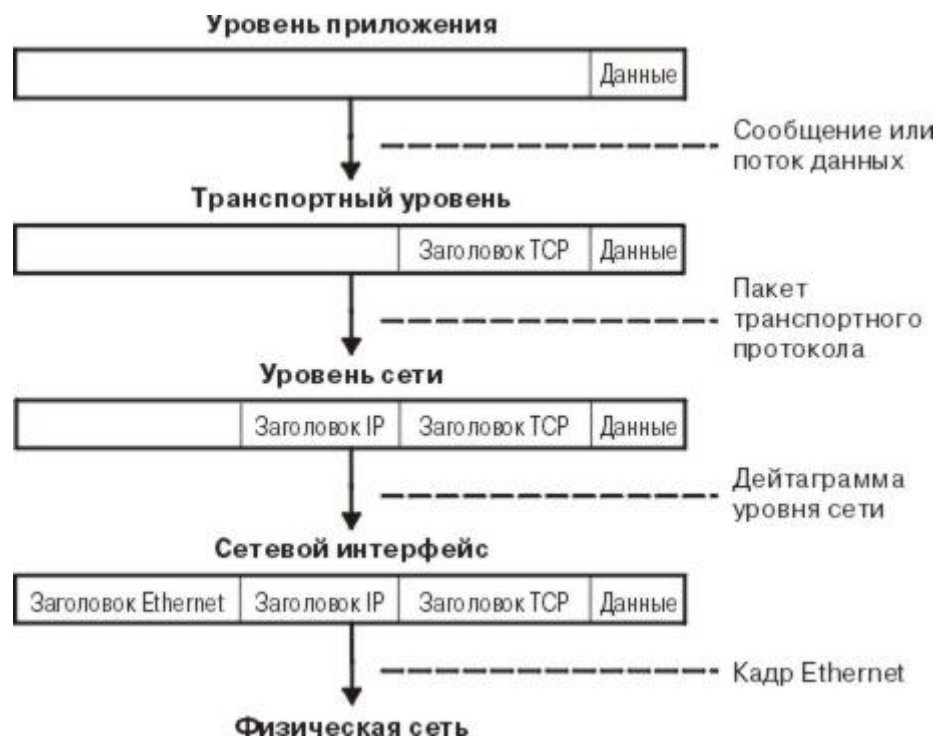 Уровень приложения
Данные
Сообщение или
поток данных
Транспортный уровень
Заголовок TCP Данные
Пакет
транспортного
протокола
Уровень сети
Заголовок IP Заголовок TCP Данные
Дейтаграмма
уровня сети
Сетевой интерфейс
Заголовок Ethernet Заголовок IP Заголовок TCP Данные
Кадр Ethernet
Физическая сеть